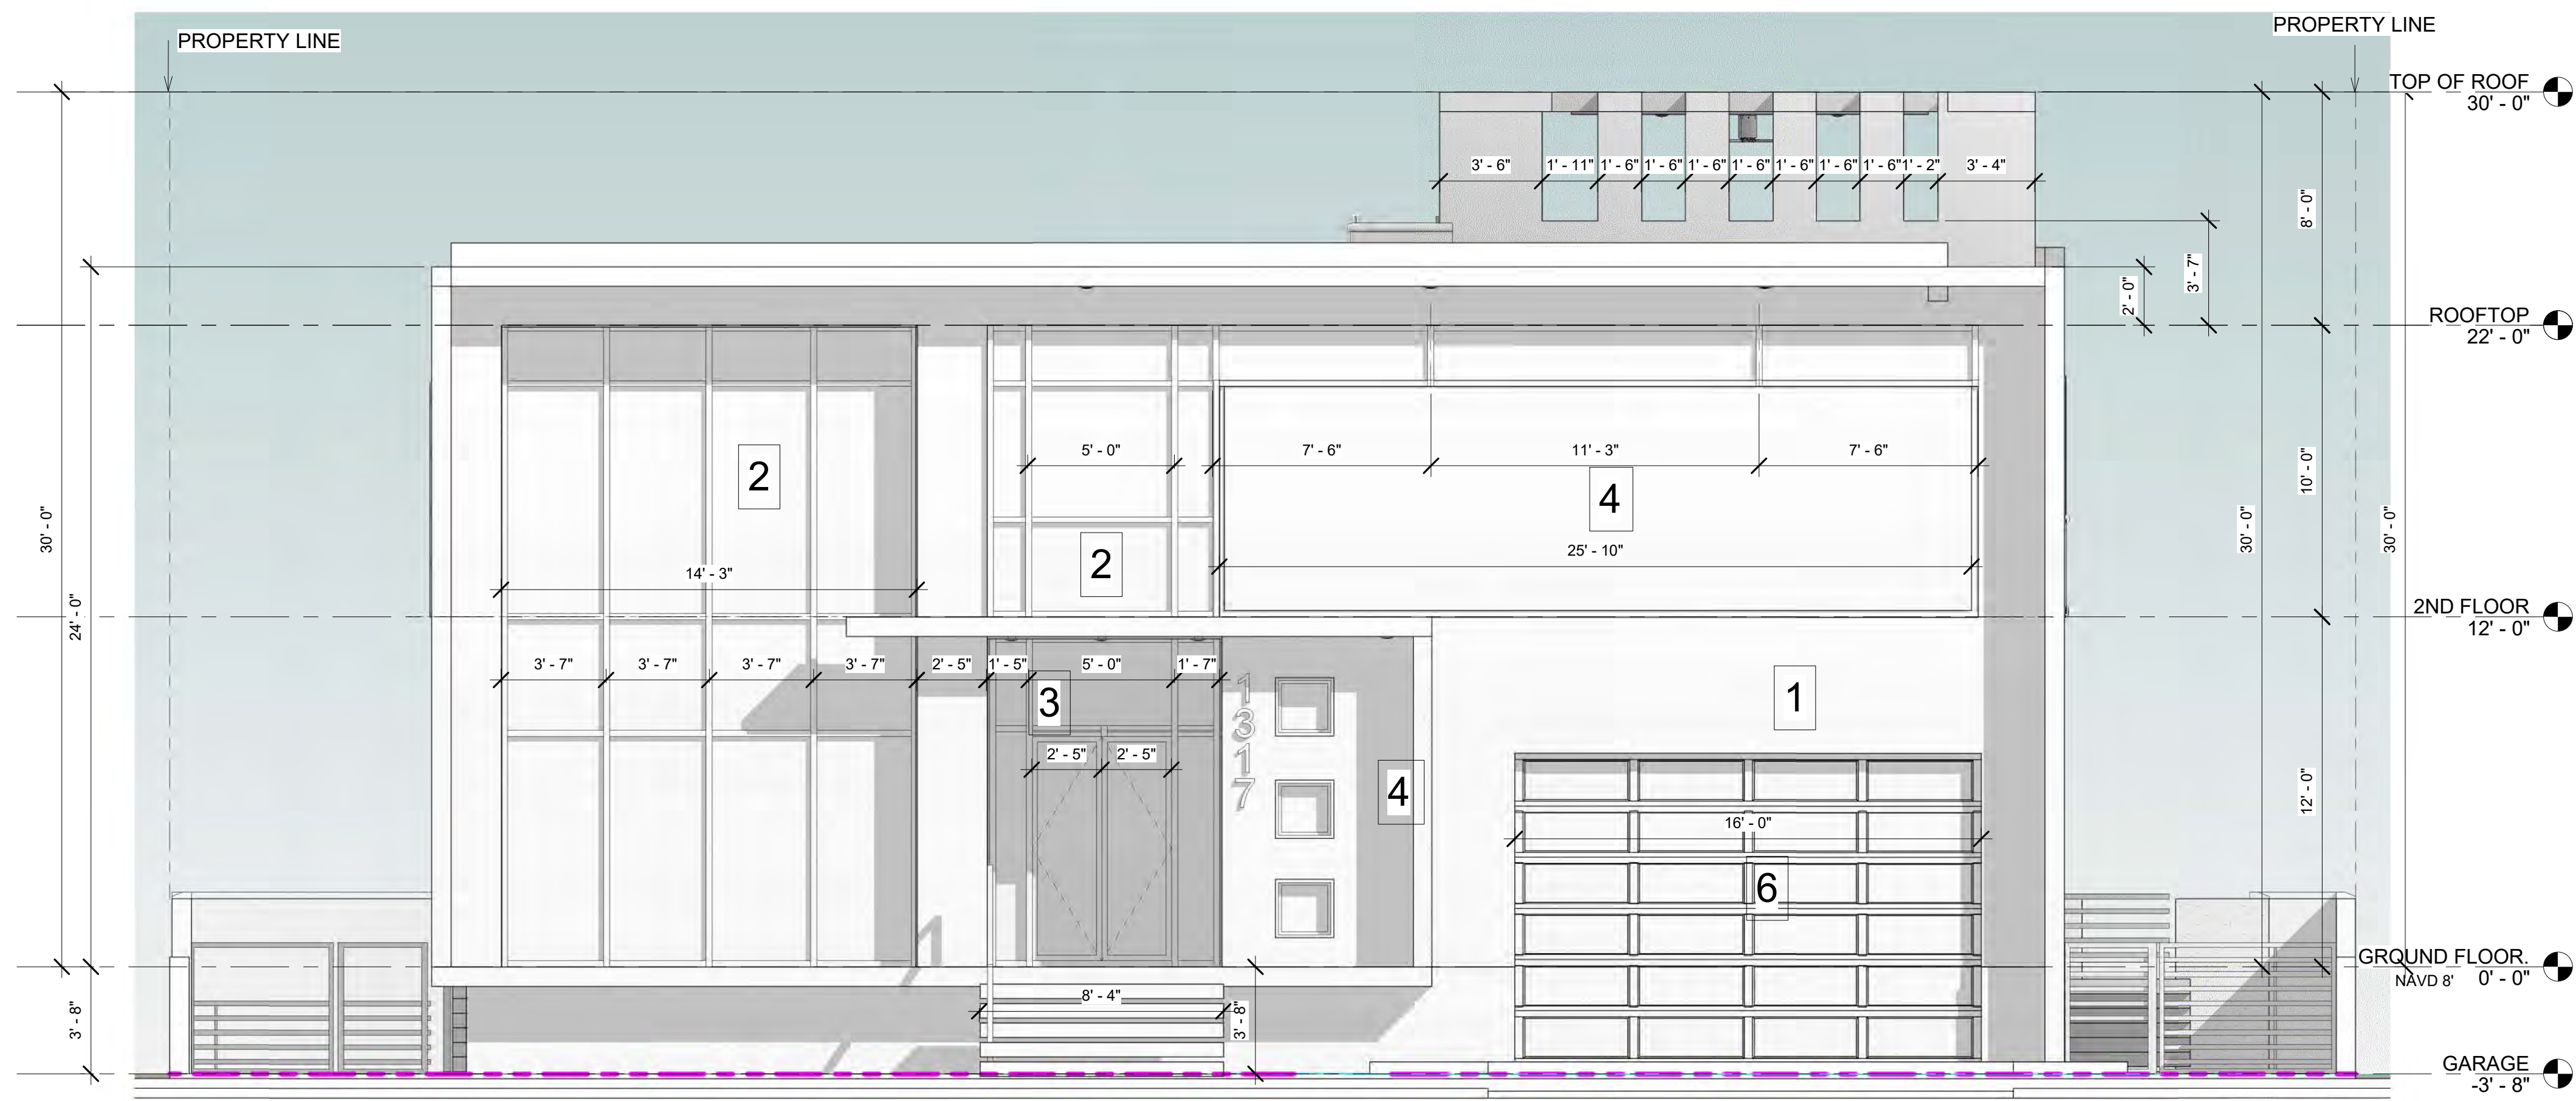 PROPERTY LINE
PROPERTY LINE
TOP OF ROOF
30' - 0"
3' - 6"
1' - 11"
1' - 6"
1' - 6"
1' - 6"
1' - 6"
1' - 6"
1' - 6"
1' - 6"
1' - 2"
3' - 4"
8' - 0"
3' - 7"
2' - 0"
ROOFTOP
22' - 0"
5' - 0"
7' - 6"
11' - 3"
7' - 6"
2
4
10' - 0"
30' - 0"
30' - 0"
30' - 0"
25' - 10"
2
14' - 3"
24' - 0"
2ND FLOOR
12' - 0"
3' - 7"
3' - 7"
3' - 7"
3' - 7"
2' - 5"
1' - 5"
5' - 0"
1' - 7"
3
1
3
1
7
1
2' - 5"
2' - 5"
4
12' - 0"
16' - 0"
6
GROUND FLOOR.
NAVD 8' 0' - 0"
8' - 4"
3' - 8"
3' - 8"
GARAGE
-3' - 8"